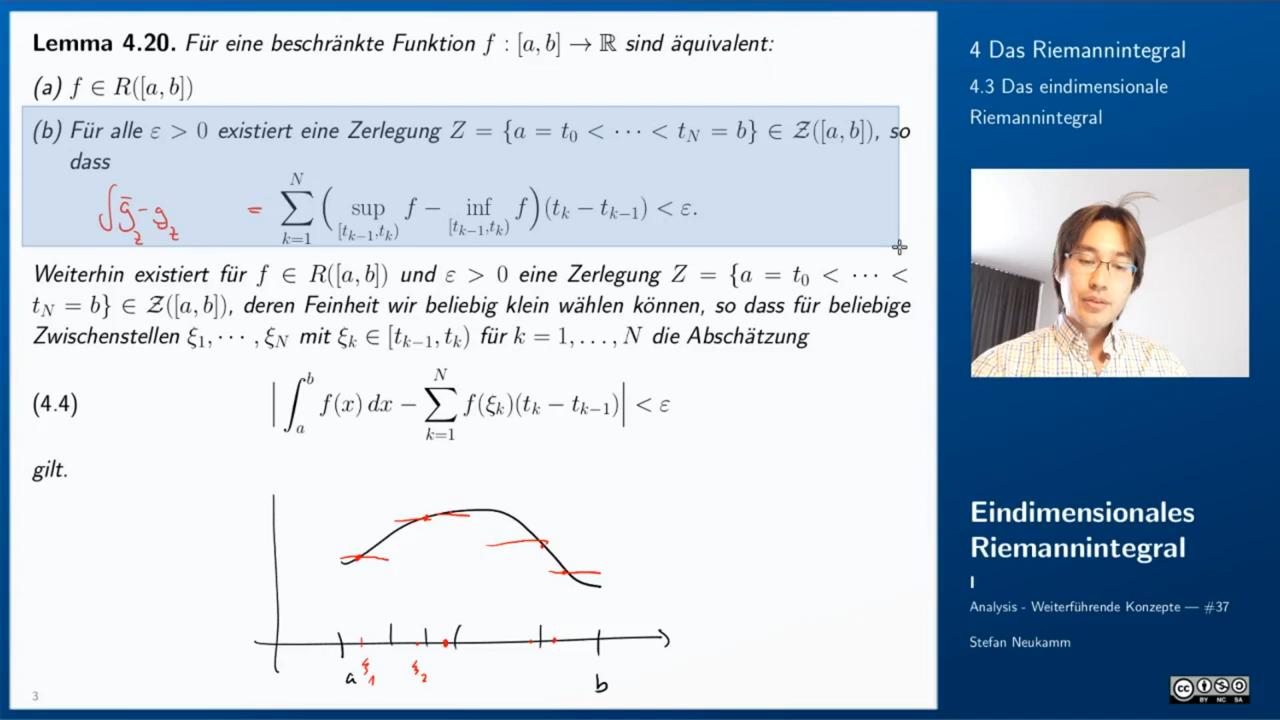 Lemma 4.20. Für eine beschränkte Funktion f : [a, b] → ℝ sind äquivalent:
(a) f ∈ R([a, b])
(b) Für alle ε > 0 existiert eine Zerlegung Z = {a = t_0 < ⋯ < t_N = b} ∈ 𝒵([a, b]), so
dass
∫ ḡ_z − g_z = ∑_{k=1}^{N} ( sup_{[t_{k−1},t_k)} f − inf_{[t_{k−1},t_k)} f )(t_k − t_{k−1}) < ε.
Weiterhin existiert für f ∈ R([a, b]) und ε > 0 eine Zerlegung Z = {a = t_0 < ⋯ <
t_N = b} ∈ 𝒵([a, b]), deren Feinheit wir beliebig klein wählen können, so dass für beliebige
Zwischenstellen ξ_1, ⋯ , ξ_N mit ξ_k ∈ [t_{k−1}, t_k) für k = 1, . . . , N die Abschätzung
(4.4) | ∫_a^b f(x) dx − ∑_{k=1}^{N} f(ξ_k)(t_k − t_{k−1}) | < ε
gilt.
a ξ_1 ξ_2 b
3
4 Das Riemannintegral
4.3 Das eindimensionale
Riemannintegral
Eindimensionales
Riemannintegral
I
Analysis - Weiterführende Konzepte — #37
Stefan Neukamm
cc BY NC SA